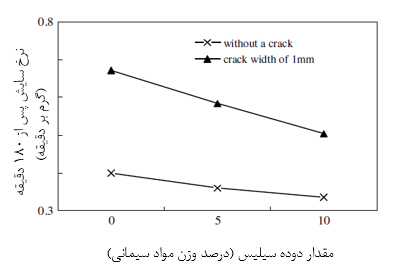 0.8
without a crack
crack width of 1mm
نرخ سایش پس از ۱۸۰ دقیقه
(گرم بر دقیقه)
0.3
0 5 10
مقدار دوده سیلیس (درصد وزن مواد سیمانی)